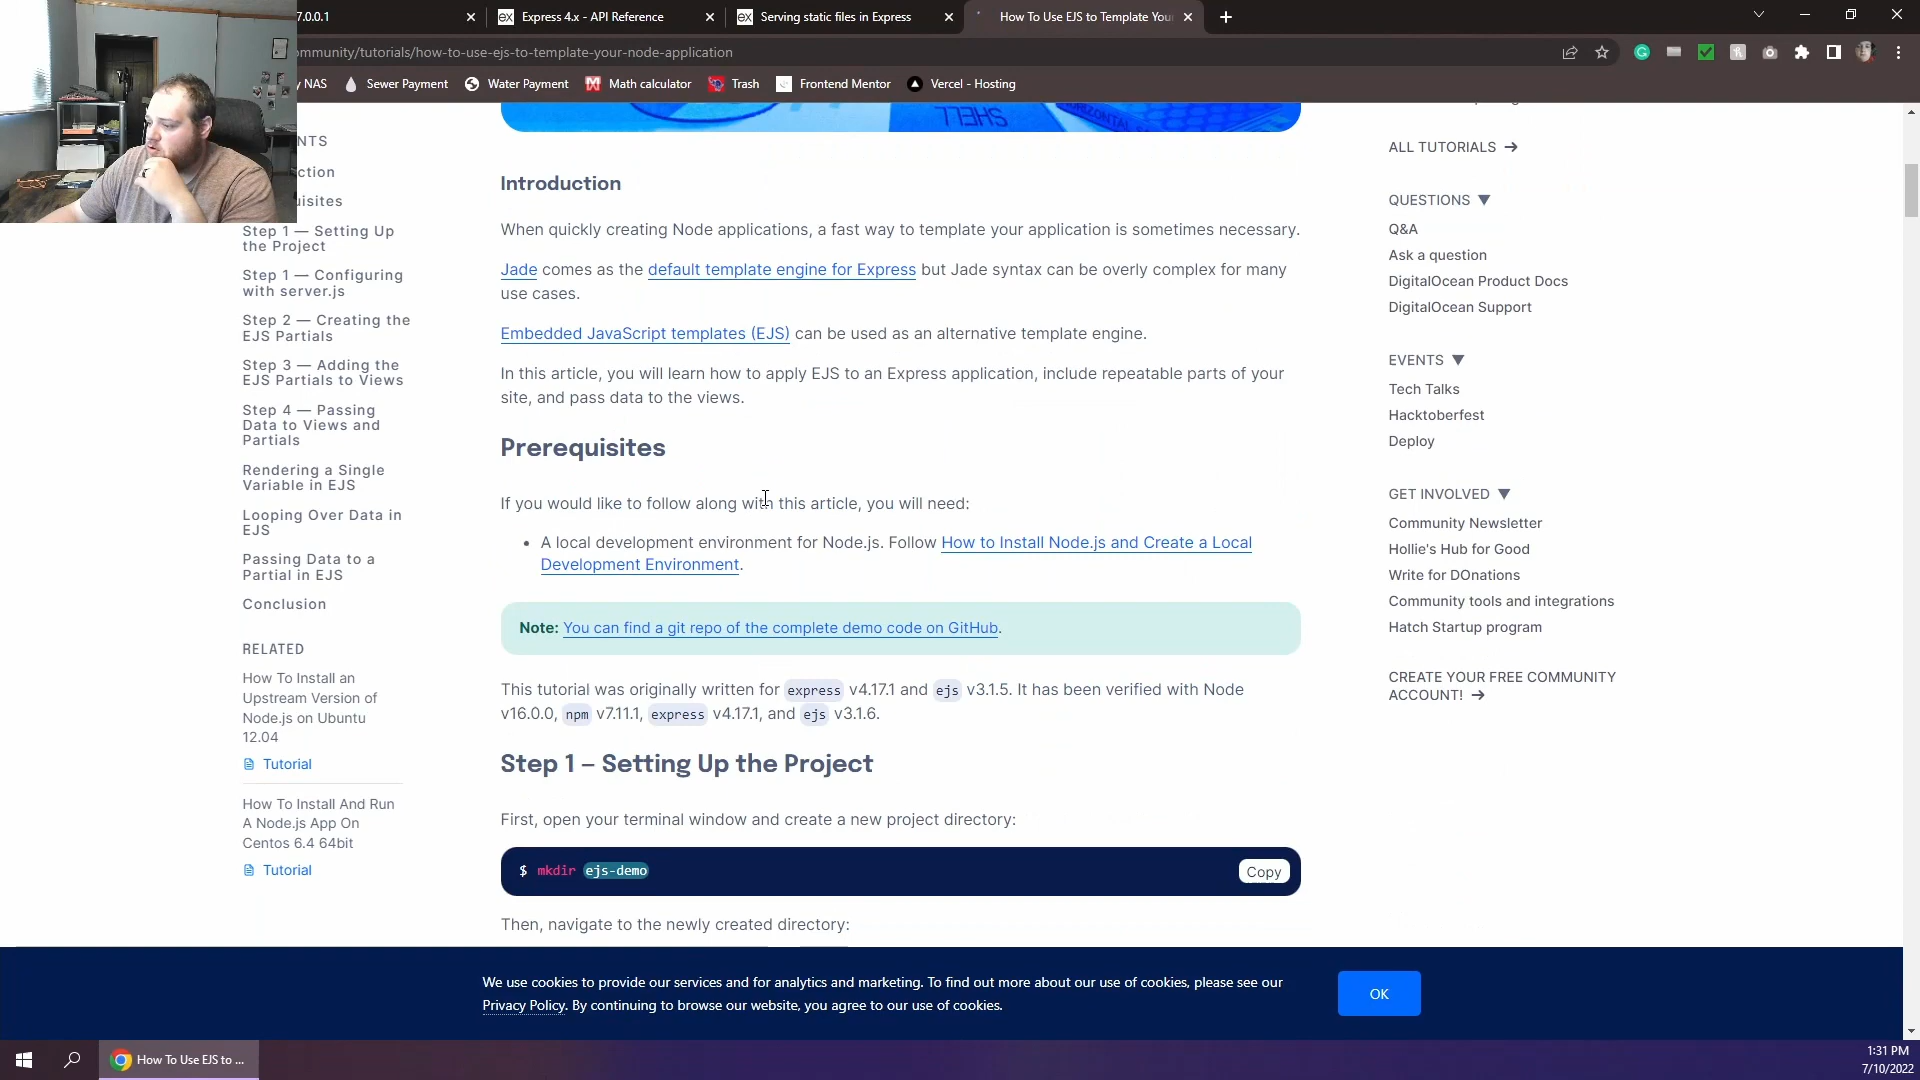 7.0.0.1
Express 4.x - API Reference
Serving static files in Express
How To Use EJS to Template You
mmunity/tutorials/how-to-use-ejs-to-template-your-node-application
y NAS
Sewer Payment
Water Payment
Math calculator
Trash
Frontend Mentor
Vercel - Hosting
SHELL
NTS
ction
uisites
Step 1 — Setting Up
the Project
Step 1 — Configuring
with server.js
Step 2 — Creating the
EJS Partials
Step 3 — Adding the
EJS Partials to Views
Step 4 — Passing
Data to Views and
Partials
Rendering a Single
Variable in EJS
Looping Over Data in
EJS
Passing Data to a
Partial in EJS
Conclusion
RELATED
How To Install an
Upstream Version of
Node.js on Ubuntu
12.04
Tutorial
How To Install And Run
A Node.js App On
Centos 6.4 64bit
Tutorial
Introduction
When quickly creating Node applications, a fast way to template your application is sometimes necessary.
Jade comes as the default template engine for Express but Jade syntax can be overly complex for many
use cases.
Embedded JavaScript templates (EJS) can be used as an alternative template engine.
In this article, you will learn how to apply EJS to an Express application, include repeatable parts of your
site, and pass data to the views.
Prerequisites
If you would like to follow along with this article, you will need:
• A local development environment for Node.js. Follow How to Install Node.js and Create a Local
Development Environment.
Note: You can find a git repo of the complete demo code on GitHub.
This tutorial was originally written for express v4.17.1 and ejs v3.1.5. It has been verified with Node
v16.0.0, npm v7.11.1, express v4.17.1, and ejs v3.1.6.
Step 1 – Setting Up the Project
First, open your terminal window and create a new project directory:
$ mkdir ejs-demo
Copy
Then, navigate to the newly created directory:
ALL TUTORIALS →
QUESTIONS ▼
Q&A
Ask a question
DigitalOcean Product Docs
DigitalOcean Support
EVENTS ▼
Tech Talks
Hacktoberfest
Deploy
GET INVOLVED ▼
Community Newsletter
Hollie's Hub for Good
Write for DOnations
Community tools and integrations
Hatch Startup program
CREATE YOUR FREE COMMUNITY
ACCOUNT! →
We use cookies to provide our services and for analytics and marketing. To find out more about our use of cookies, please see our
Privacy Policy. By continuing to browse our website, you agree to our use of cookies.
OK
How To Use EJS to ...
1:31 PM
7/10/2022